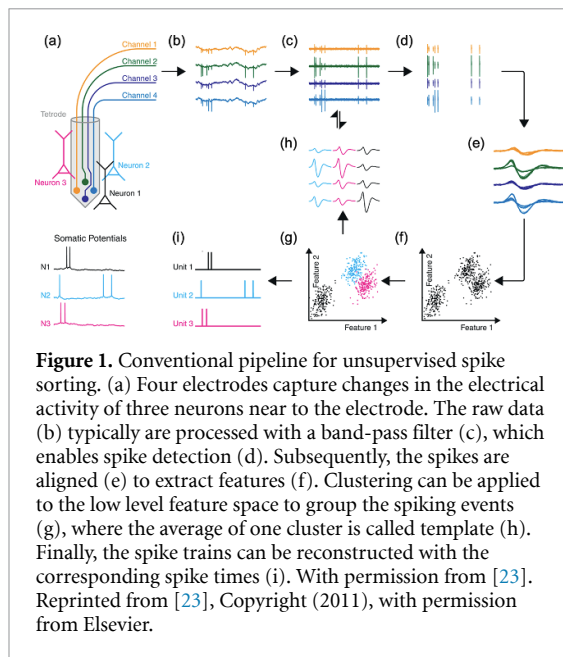 (a)
Channel 1
Channel 2
Channel 3
Channel 4
Tetrode
Neuron 2
Neuron 3
Neuron 1
(b)
(c)
(d)
(h)
(e)
Somatic Potentials
N1
N2
N3
(i)
Unit 1
Unit 2
Unit 3
(g)
Feature 2
Feature 1
(f)
Feature 2
Feature 1
Figure 1. Conventional pipeline for unsupervised spike
sorting. (a) Four electrodes capture changes in the electrical
activity of three neurons near to the electrode. The raw data
(b) typically are processed with a band-pass filter (c), which
enables spike detection (d). Subsequently, the spikes are
aligned (e) to extract features (f). Clustering can be applied
to the low level feature space to group the spiking events
(g), where the average of one cluster is called template (h).
Finally, the spike trains can be reconstructed with the
corresponding spike times (i). With permission from [23].
Reprinted from [23], Copyright (2011), with permission
from Elsevier.